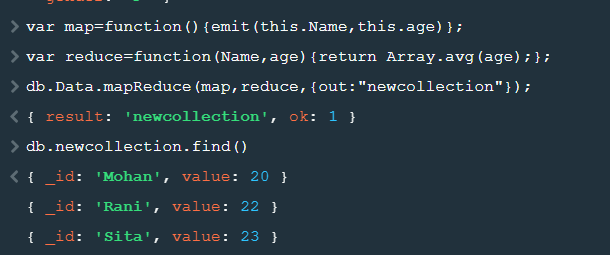 > var map=function(){emit(this.Name,this.age)};
> var reduce=function(Name,age){return Array.avg(age);};
> db.Data.mapReduce(map,reduce,{out:"newcollection"});
< { result: 'newcollection', ok: 1 }
> db.newcollection.find()
< { _id: 'Mohan', value: 20 }
{ _id: 'Rani', value: 22 }
{ _id: 'Sita', value: 23 }